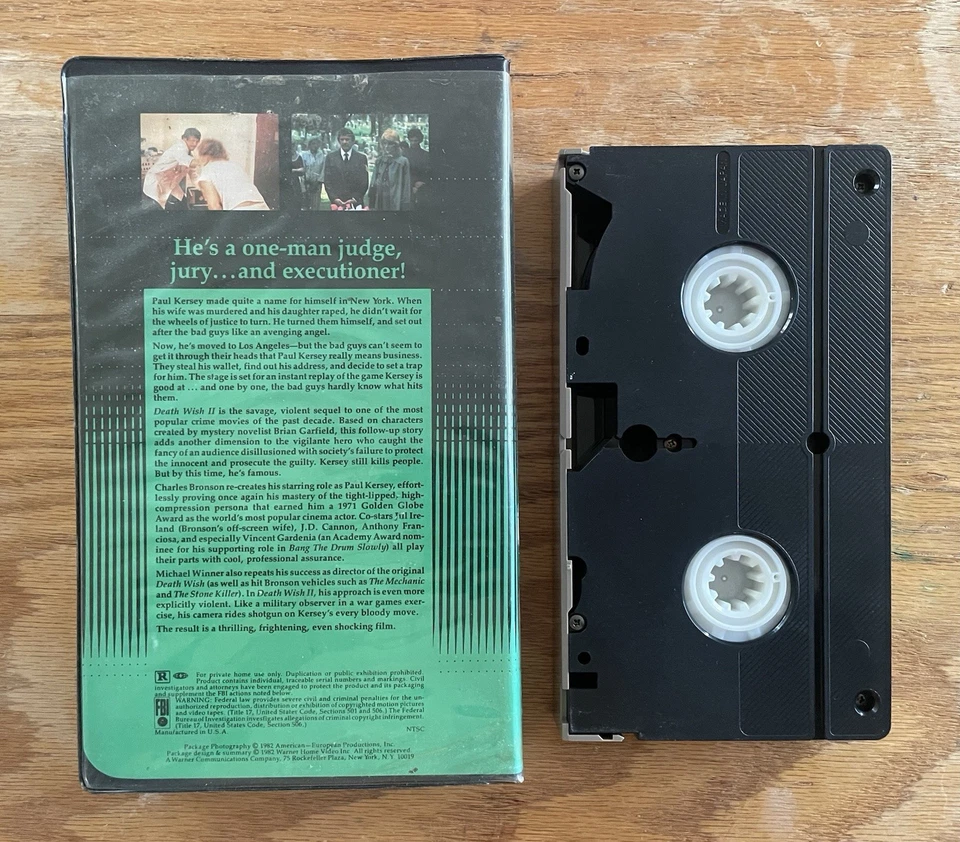 He's a one-man judge,
jury...and executioner!
Paul Kersey made quite a name for himself in New York. When
his wife was murdered and his daughter raped, he didn't wait for
the wheels of justice to turn. He turned them himself, and set out
after the bad guys like an avenging angel.
Now, he's moved to Los Angeles—but the bad guys can't seem to
get it through their heads that Paul Kersey really means business.
They steal his wallet, find out his address, and decide to set a trap
for him. The stage is set for an instant replay of the game Kersey is
good at ... and one by one, the bad guys hardly know what hits
them.
Death Wish II is the savage, violent sequel to one of the most
popular crime movies of the past decade. Based on characters
created by mystery novelist Brian Garfield, this follow-up story
adds another dimension to the vigilante hero who caught the
fancy of an audience disillusioned with society's failure to protect
the innocent and prosecute the guilty. Kersey still kills people.
But by this time, he's famous.
Charles Bronson re-creates his starring role as Paul Kersey, effort-
lessly proving once again his mastery of the tight-lipped, high-
compression persona that earned him a 1971 Golden Globe
Award as the world's most popular cinema actor. Co-stars Jul Ire-
land (Bronson's off-screen wife), J.D. Cannon, Anthony Fran-
ciosa, and especially Vincent Gardenia (an Academy Award nom-
inee for his supporting role in Bang The Drum Slowly) all play
their parts with cool, professional assurance.
Michael Winner also repeats his success as director of the original
Death Wish (as well as hit Bronson vehicles such as The Mechanic
and The Stone Killer). In Death Wish II, his approach is even more
explicitly violent. Like a military observer in a war games exer-
cise, his camera rides shotgun on Kersey's every bloody move.
The result is a thrilling, frightening, even shocking film.
R For private home use only. Duplication or public exhibition prohibited.
Product contains individual, traceable serial numbers and markings. Civil
investigators and attorneys have been engaged to protect the product and its packaging
and supplement the FBI actions noted below.
FBI WARNING: Federal law provides severe civil and criminal penalties for the un-
authorized reproduction, distribution or exhibition of copyrighted motion pictures
and video tapes. (Title 17, United States Code, Sections 501 and 506.) The Federal
Bureau of Investigation investigates allegations of criminal copyright infringement.
(Title 17, United States Code, Section 506.)
Manufactured in U.S.A. NTSC
Package Photography © 1982 American—European Productions, Inc.
Package design & summary © 1982 Warner Home Video Inc. All rights reserved
A Warner Communications Company, 75 Rockefeller Plaza, New York, N.Y. 10019